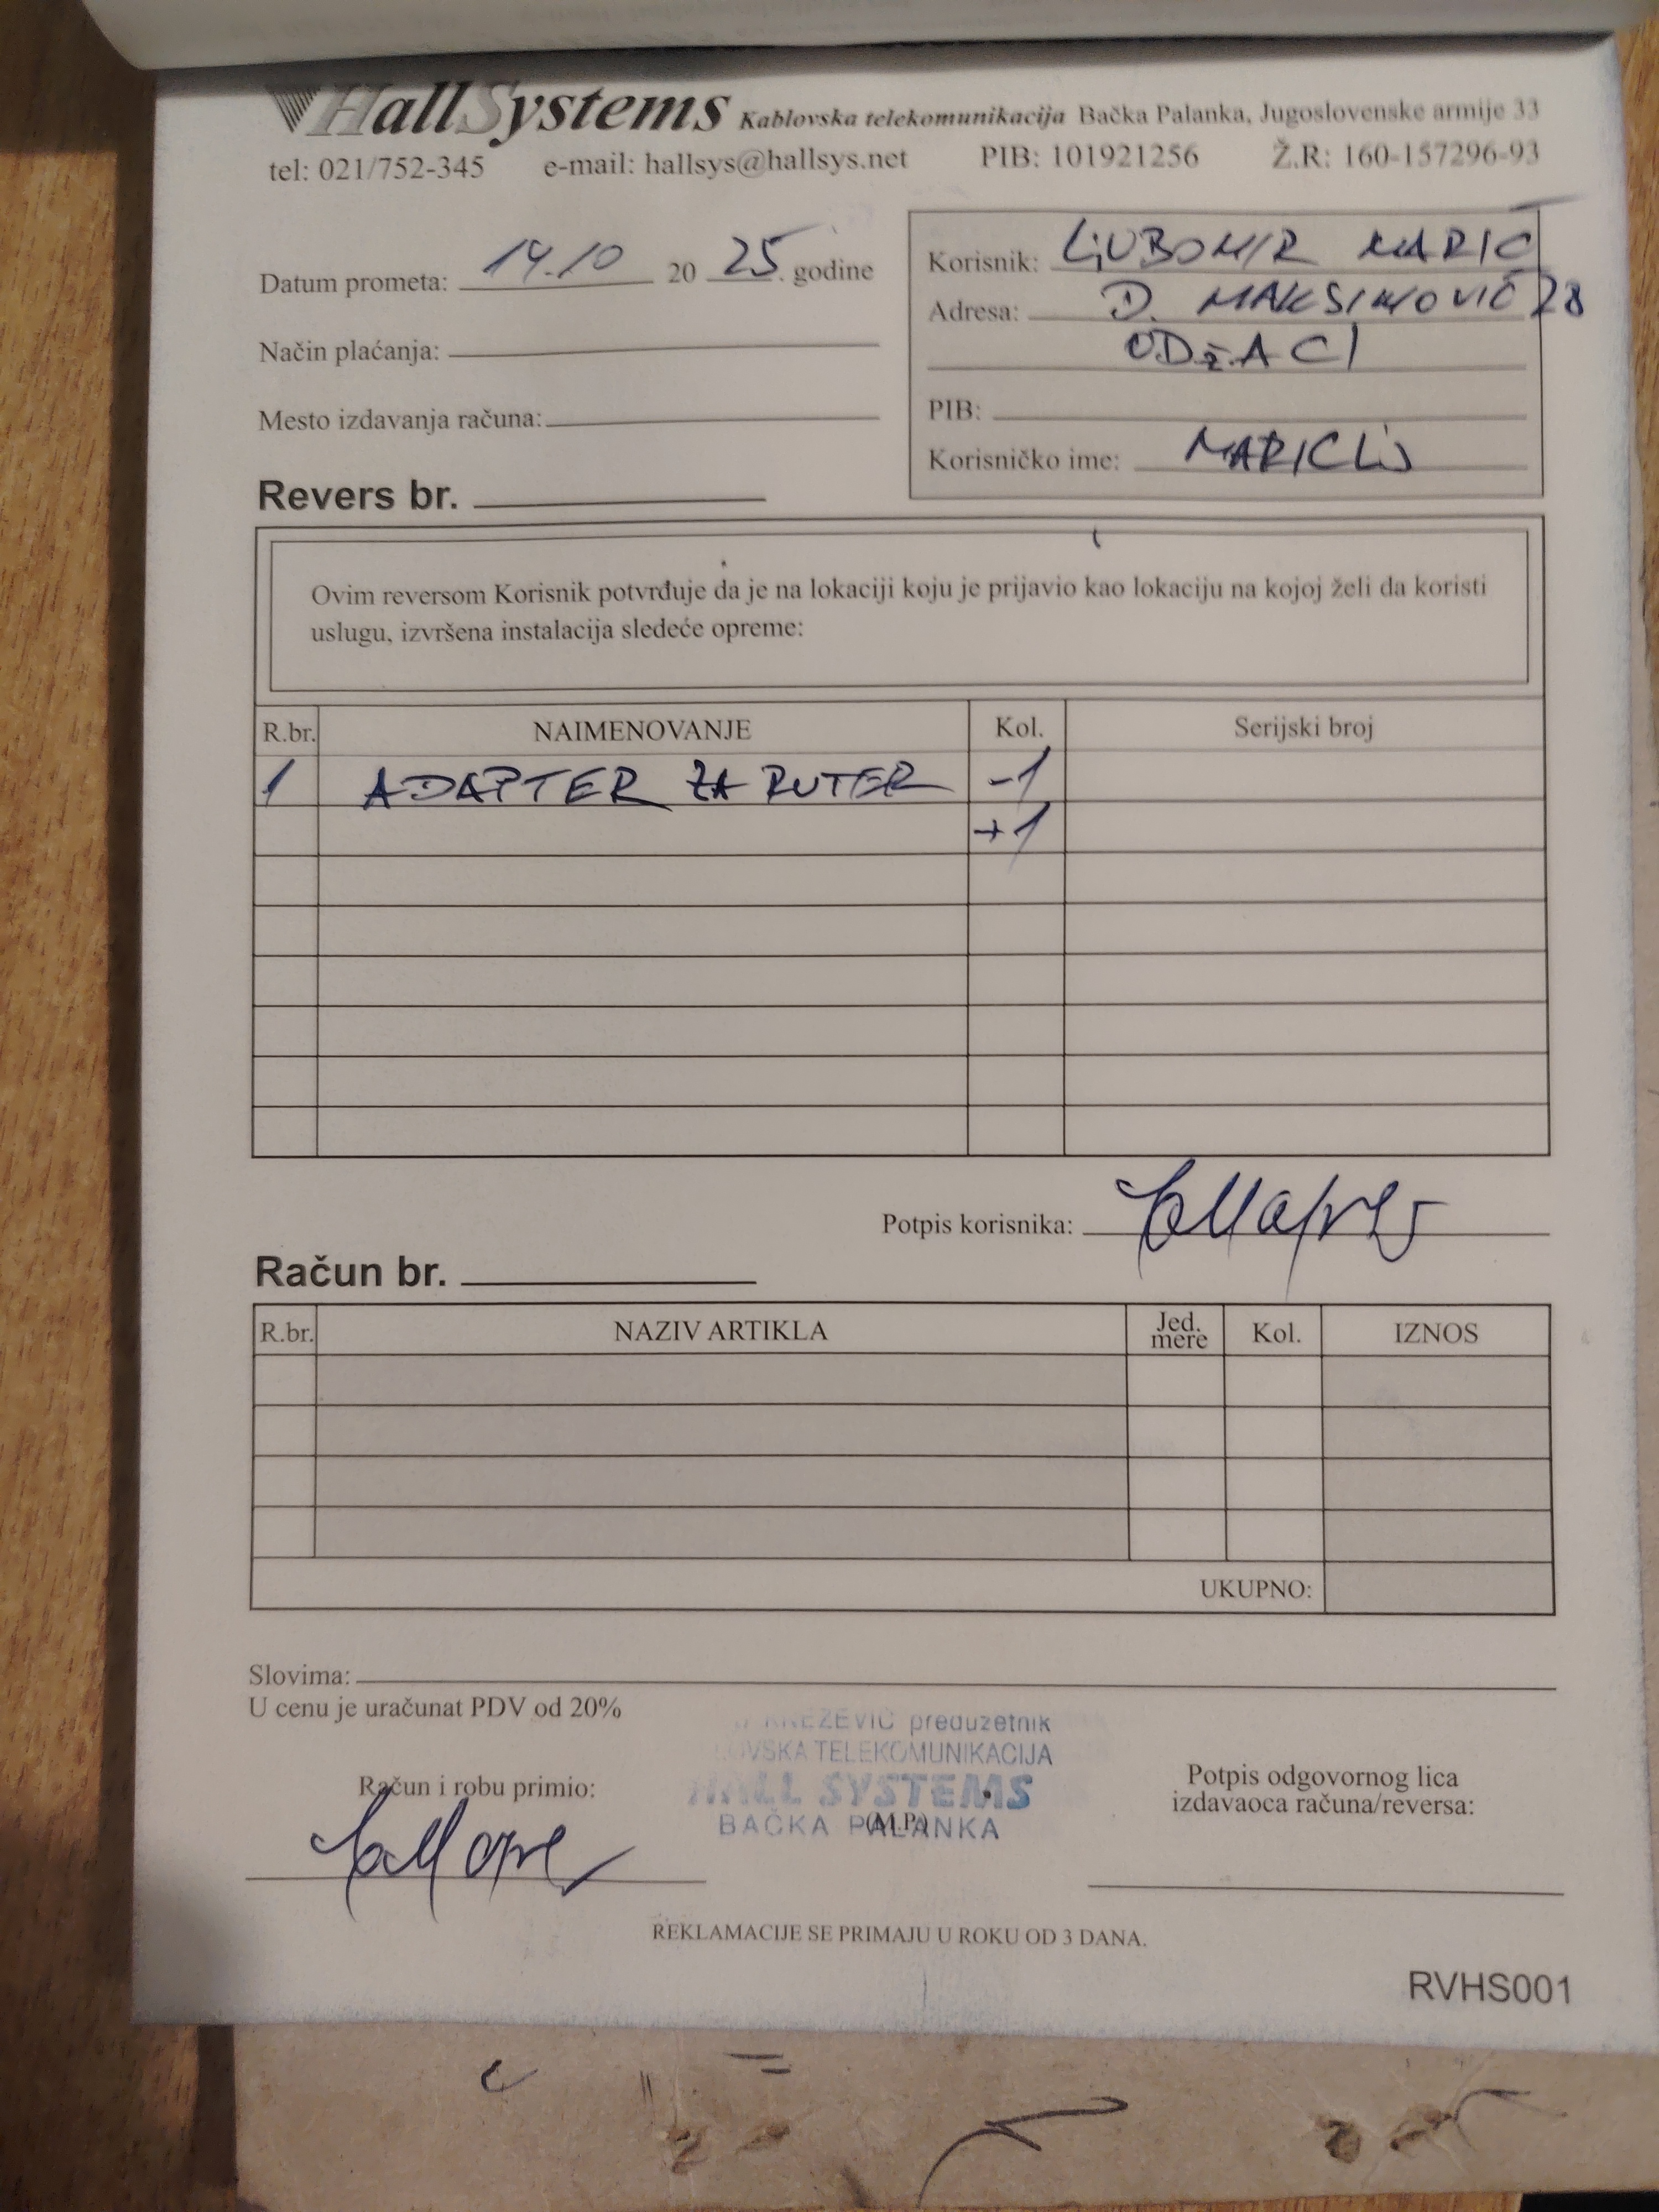 HallSystems Kablovska telekomunikacija Bačka Palanka, Jugoslovenske armije 33
tel: 021/752-345 e-mail: hallsys@hallsys.net PIB: 101921256 Ž.R: 160-157296-93
Datum prometa: 14.10 20 25. godine
Način plaćanja:
Mesto izdavanja računa:
Revers br.
Korisnik: LJUBOMIR MARIĆ
Adresa: D. MAKSIMOVIĆ 28
ODŽACI
PIB:
Korisničko ime: MARICLJ
Ovim reversom Korisnik potvrđuje da je na lokaciji koju je prijavio kao lokaciju na kojoj želi da koristi
uslugu, izvršena instalacija sledeće opreme:
R.br. NAIMENOVANJE Kol. Serijski broj
1 ADAPTER ZA RUTER -1
+1
Potpis korisnika:
Račun br.
R.br. NAZIV ARTIKLA Jed. mere Kol. IZNOS
UKUPNO:
Slovima:
U cenu je uračunat PDV od 20%
KNEŽEVIĆ preduzetnik
TELEKOMUNIKACIJA
HALL SYSTEMS
BAČKA PALANKA
(M.P.)
Račun i robu primio:
Potpis odgovornog lica
izdavaoca računa/reversa:
REKLAMACIJE SE PRIMAJU U ROKU OD 3 DANA.
RVHS001